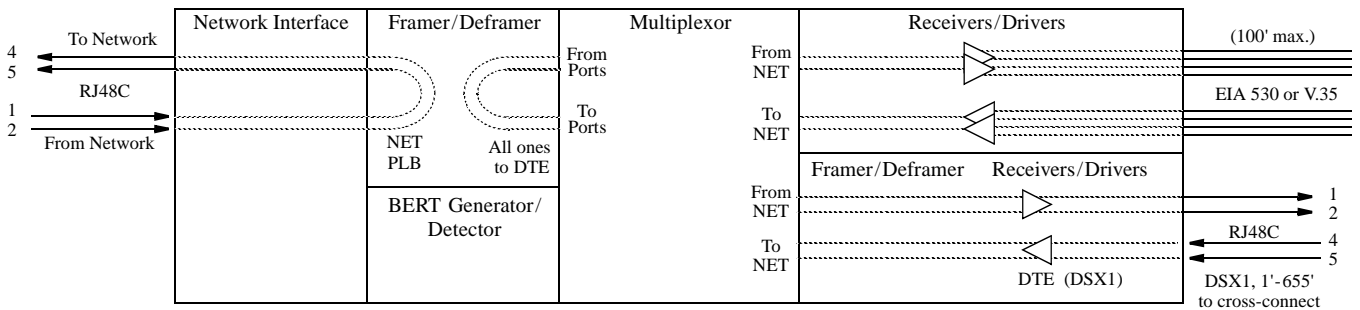 Network Interface
Framer/Deframer
Multiplexor
Receivers/Drivers
To Network
4
5
RJ48C
1
2
From Network
NET
PLB
All ones
to DTE
From
Ports
To
Ports
BERT Generator/
Detector
From
NET
To
NET
(100' max.)
EIA 530 or V.35
Framer/Deframer
Receivers/Drivers
From
NET
To
NET
DTE (DSX1)
1
2
RJ48C
4
5
DSX1, 1'-655'
to cross-connect